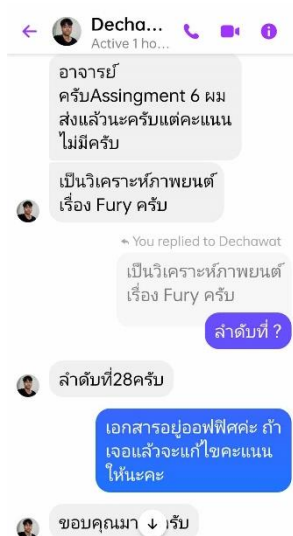 Decha...
Active 1 ho...
อาจารย์
ครับAssingment 6 ผม
ส่งแล้วนะครับแต่คะแนน
ไม่มีครับ
เป็นวิเคราะห์ภาพยนต์
เรื่อง Fury ครับ
You replied to Dechawat
เป็นวิเคราะห์ภาพยนต์
เรื่อง Fury ครับ
ลำดับที่ ?
ลำดับที่28ครับ
เอกสารอยู่ออฟฟิศค่ะ ถ้า
เจอแล้วจะแก้ไขคะแนน
ให้นะคะ
ขอบคุณมา